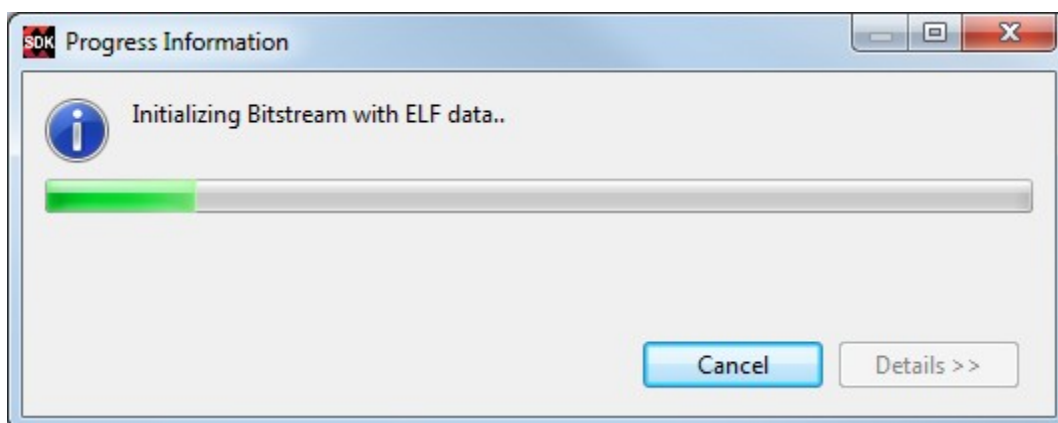 SDK Progress Information
Initializing Bitstream with ELF data..
Cancel Details >>